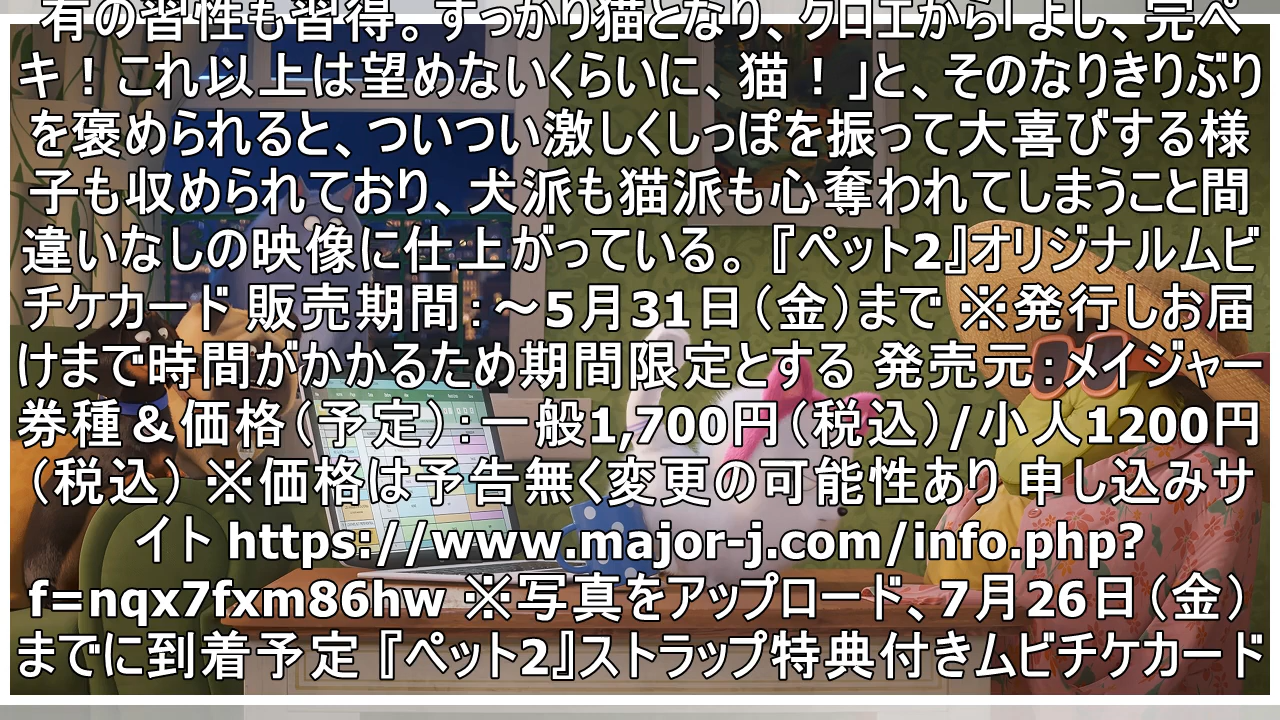 有の習性も習得。すっかり猫となり、クロエから「よし、完ペ
キ！これ以上は望めないくらいに、猫！」と、そのなりきりぶり
を褒められると、ついつい激しくしっぽを振って大喜びする様
子も収められており、犬派も猫派も心奪われてしまうこと間
違いなしの映像に仕上がっている。『ペット2』オリジナルムビ
チケカード 販売期間：～5月31日（金）まで ※発行しお届
けまで時間がかかるため期間限定とする 発売元：メイジャー
券種＆価格（予定）：一般1,700円（税込）/小人1200円
（税込） ※価格は予告無く変更の可能性あり 申し込みサ
イト https://www.major-j.com/info.php?
f=nqx7fxm86hw ※写真をアップロード、7月26日（金）
までに到着予定 『ペット2』ストラップ特典付きムビチケカード